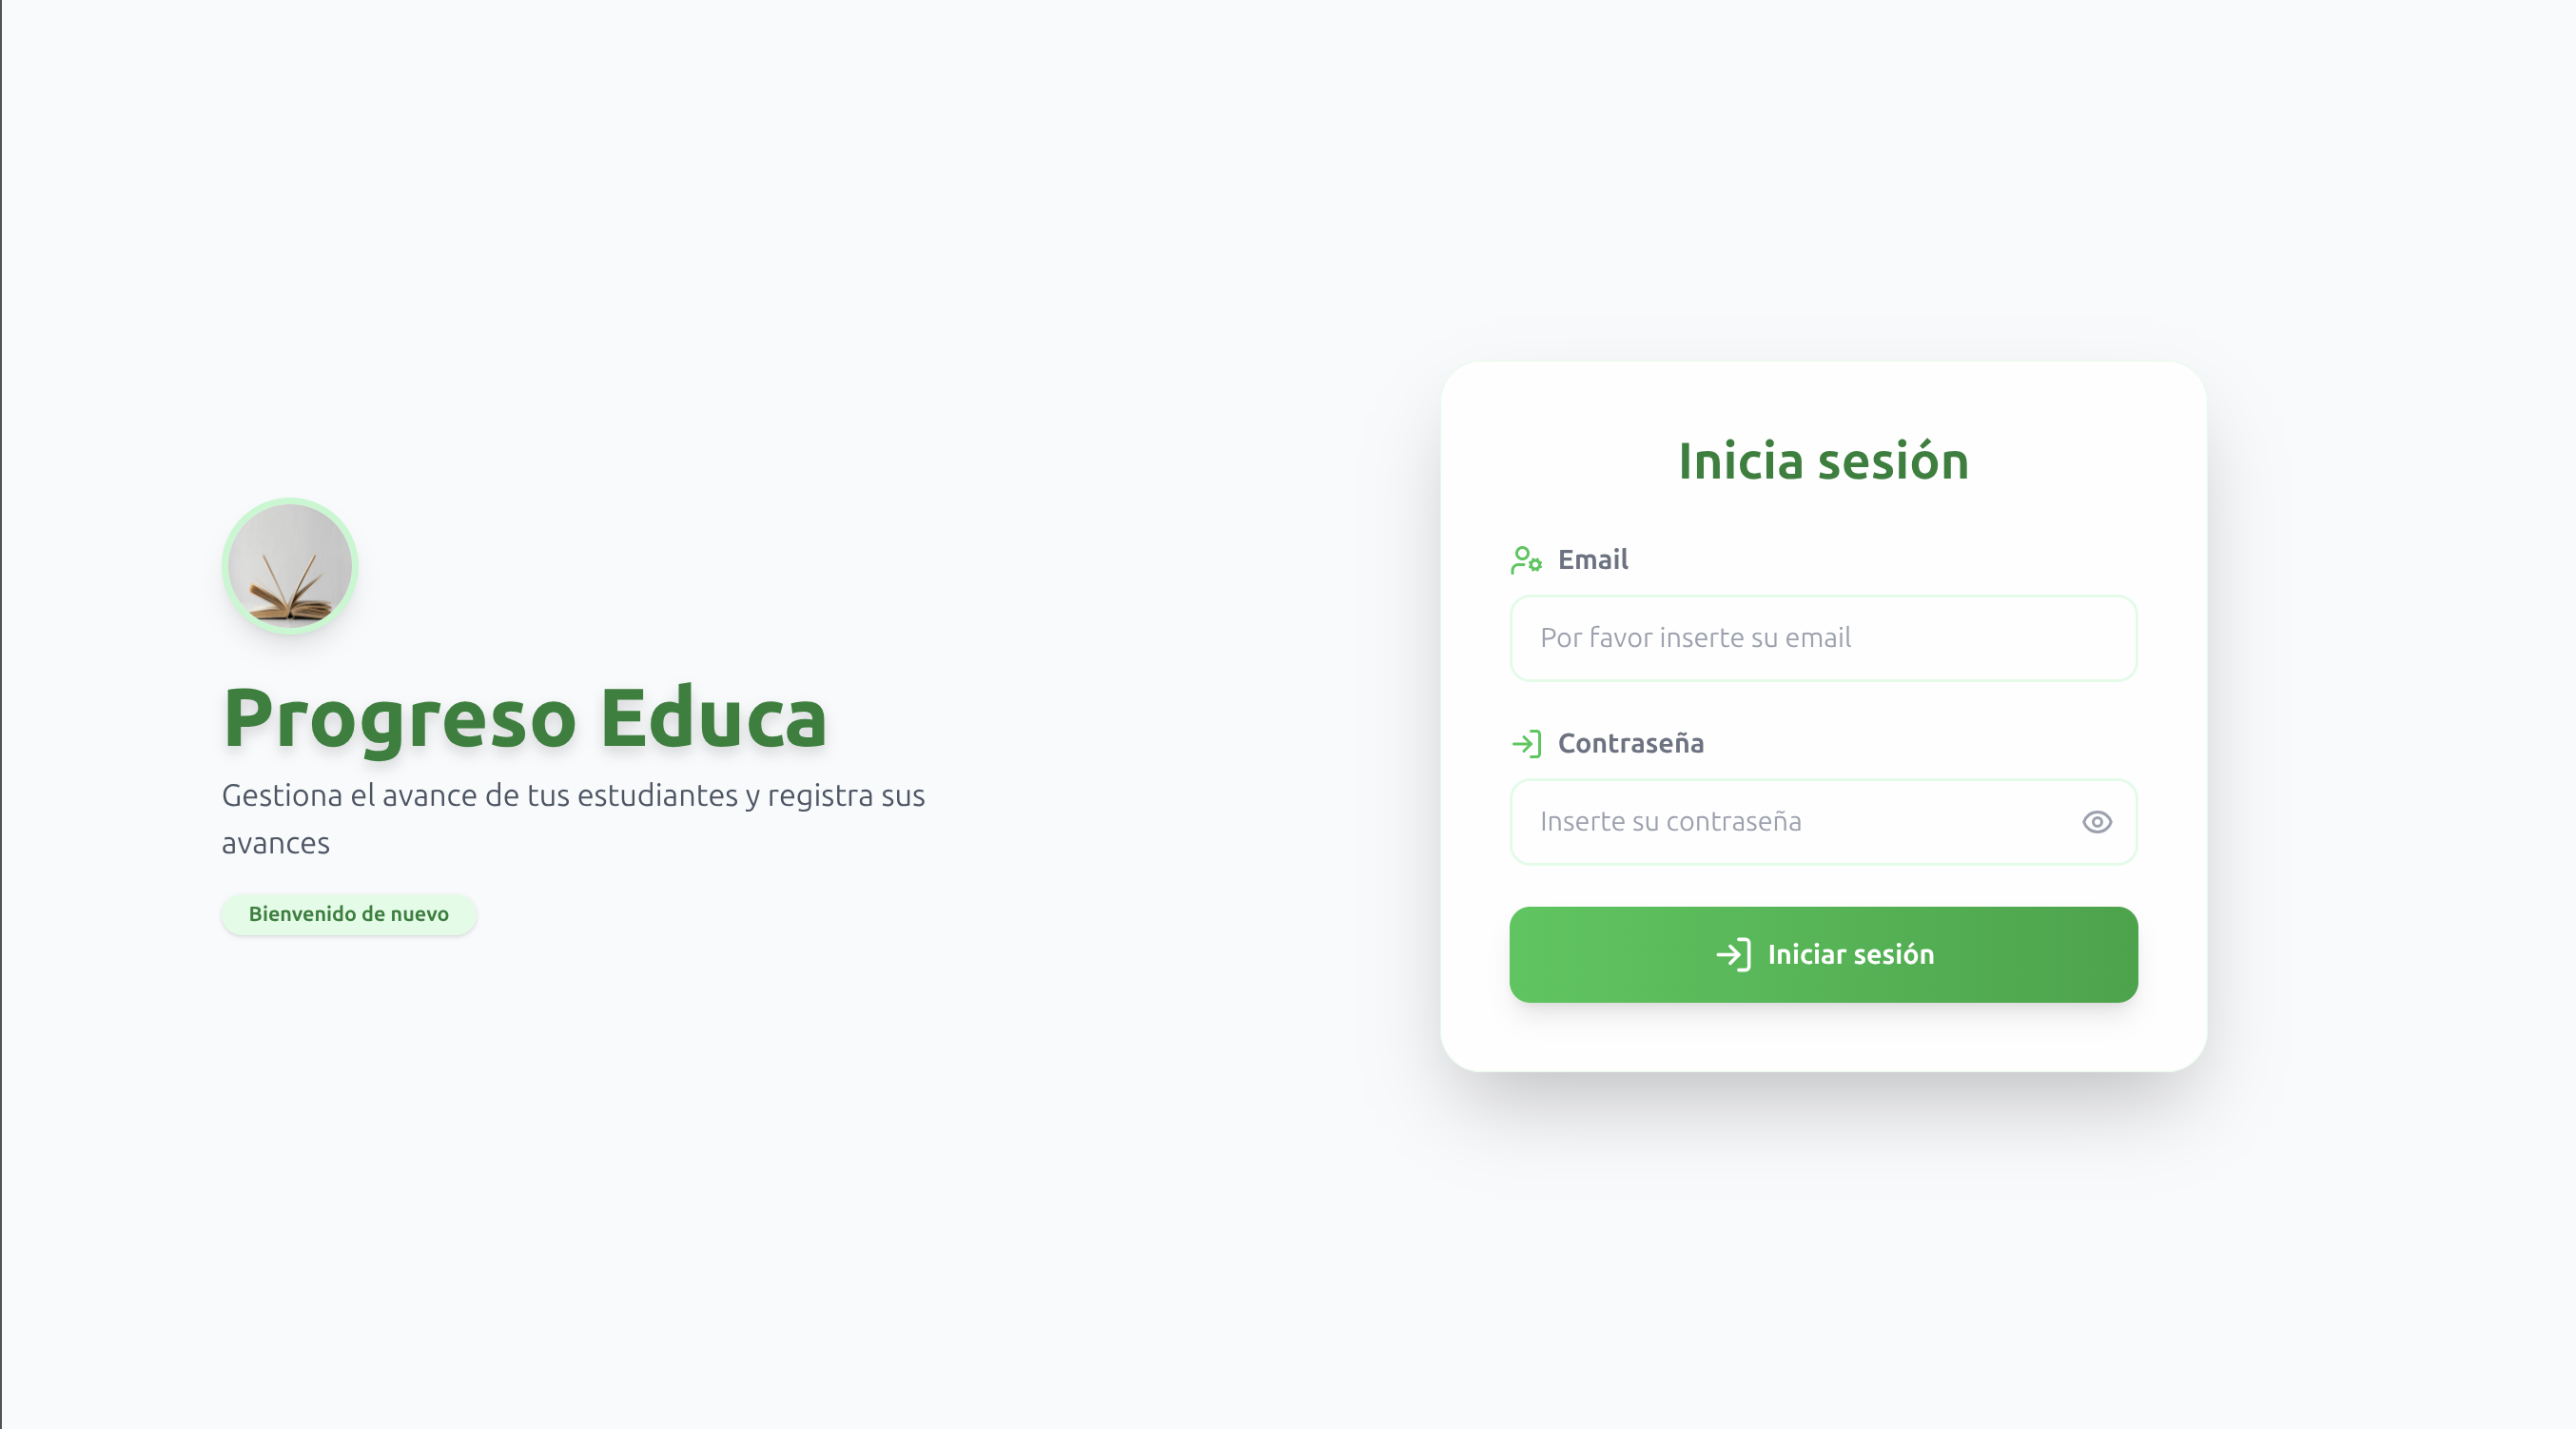 Progreso Educa
Gestiona el avance de tus estudiantes y registra sus
avances
Bienvenido de nuevo
Inicia sesión
Email
Por favor inserte su email
Contraseña
Inserte su contraseña
Iniciar sesión